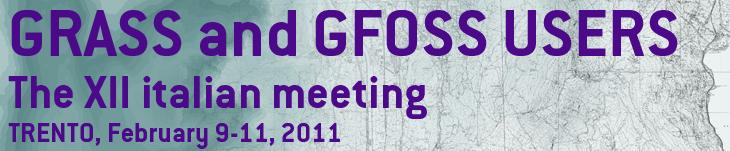 GRASS and GFOSS USERS
The XII italian meeting
TRENTO, February 9-11, 2011